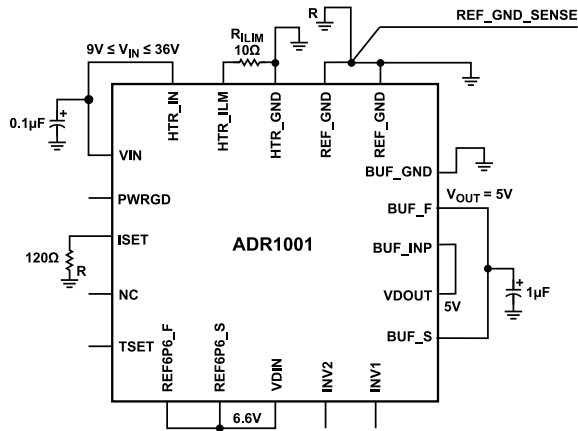 REF_GND_SENSE
R
9V ≤ VIN ≤ 36V
RILIM
10Ω
HTR_IN
HTR_ILM
HTR_GND
REF_GND
REF_GND
0.1µF
+
VIN
BUF_GND
PWRGD
VOUT = 5V
BUF_F
ISET
ADR1001
BUF_INP
120Ω
R
+
1µF
NC
VDOUT
5V
TSET
BUF_S
REF6P6_F
REF6P6_S
VDIN
INV2
INV1
6.6V